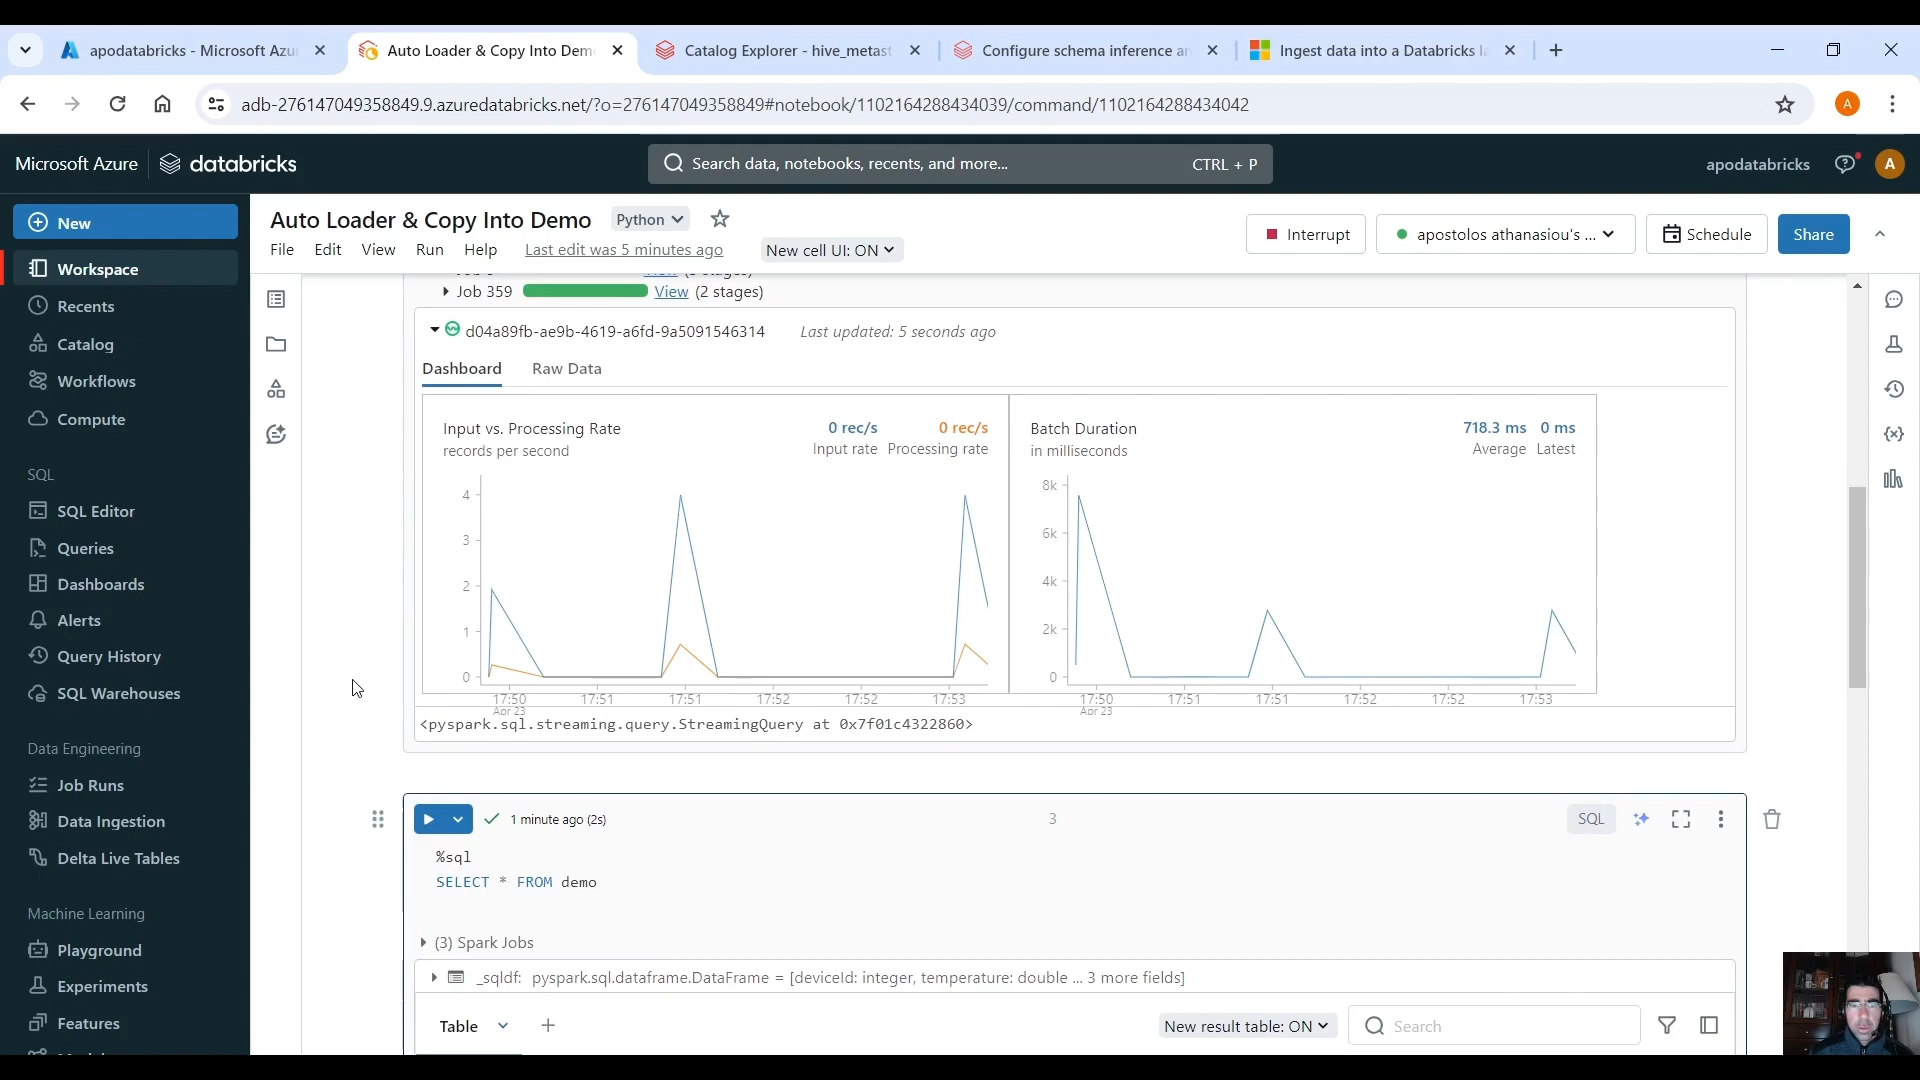 apodatabricks - Microsoft Azu
Auto Loader & Copy Into Dem
Catalog Explorer - hive_metast
Configure schema inference an
Ingest data into a Databricks la
adb-276147049358849.9.azuredatabricks.net/?o=276147049358849#notebook/1102164288434039/command/1102164288434042
A
Microsoft Azure
databricks
Search data, notebooks, recents, and more...
CTRL + P
apodatabricks
A
New
Workspace
Recents
Catalog
Workflows
Compute
SQL
SQL Editor
Queries
Dashboards
Alerts
Query History
SQL Warehouses
Data Engineering
Job Runs
Data Ingestion
Delta Live Tables
Machine Learning
Playground
Experiments
Features
Auto Loader & Copy Into Demo
Python
File
Edit
View
Run
Help
Last edit was 5 minutes ago
New cell UI: ON
Interrupt
apostolos athanasiou's ...
Schedule
Share
Job 359
View (2 stages)
d04a89fb-ae9b-4619-a6fd-9a5091546314
Last updated: 5 seconds ago
Dashboard
Raw Data
Input vs. Processing Rate
records per second
0 rec/s
Input rate
0 rec/s
Processing rate
4
3
2
1
0
17:50
Apr 23
17:51
17:51
17:52
17:52
17:53
Batch Duration
in milliseconds
718.3 ms
Average
0 ms
Latest
8k
6k
4k
2k
0
17:50
Apr 23
17:51
17:51
17:52
17:52
17:53
<pyspark.sql.streaming.query.StreamingQuery at 0x7f01c4322860>
1 minute ago (2s)
3
SQL
%sql
SELECT * FROM demo
(3) Spark Jobs
_sqldf: pyspark.sql.dataframe.DataFrame = [deviceId: integer, temperature: double ... 3 more fields]
Table
New result table: ON
Search